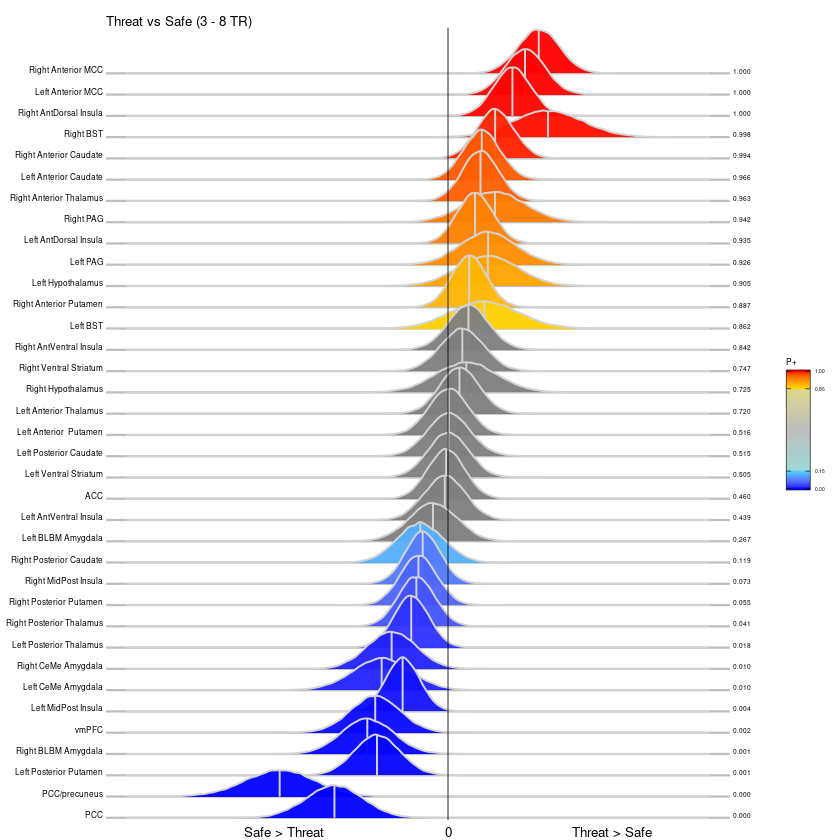 Threat vs Safe (3 - 8 TR)
Right Anterior MCC 1.000
Left Anterior MCC 1.000
Right AntDorsal Insula 1.000
Right BST 0.998
Right Anterior Caudate 0.994
Left Anterior Caudate 0.966
Right Anterior Thalamus 0.963
Right PAG 0.942
Left AntDorsal Insula 0.935
Left PAG 0.926
Left Hypothalamus 0.905
Right Anterior Putamen 0.887
Left BST 0.862
Right AntVentral Insula 0.842
Right Ventral Striatum 0.747
Right Hypothalamus 0.725
Left Anterior Thalamus 0.720
Left Anterior  Putamen 0.516
Left Posterior Caudate 0.515
Left Ventral Striatum 0.505
ACC 0.460
Left AntVentral Insula 0.439
Left BLBM Amygdala 0.267
Right Posterior Caudate 0.119
Right MidPost Insula 0.073
Right Posterior Putamen 0.055
Right Posterior Thalamus 0.041
Left Posterior Thalamus 0.018
Right CeMe Amygdala 0.010
Left CeMe Amygdala 0.010
Left MidPost Insula 0.004
vmPFC 0.002
Right BLBM Amygdala 0.001
Left Posterior Putamen 0.001
PCC/precuneus 0.000
PCC 0.000
Safe > Threat 0 Threat > Safe
P+
1.00
0.85
0.15
0.00